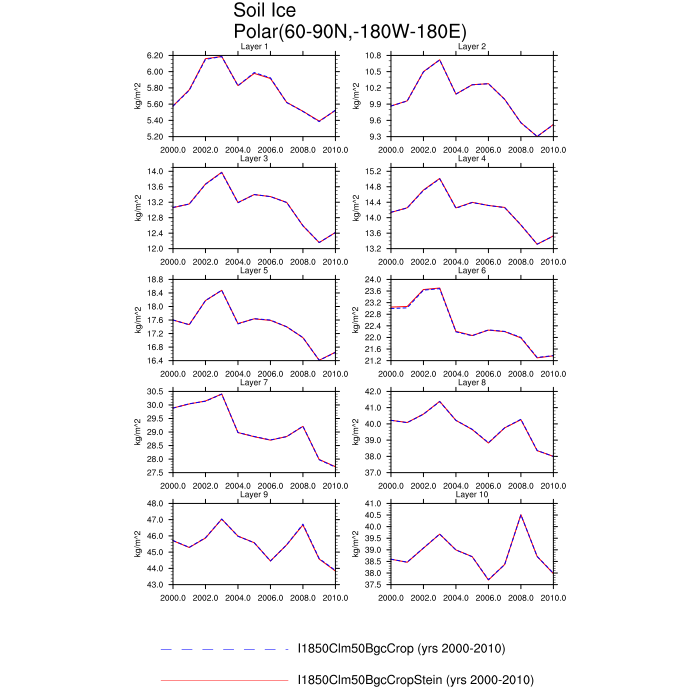 Soil Ice
Polar(60-90N,-180W-180E)
Layer 1
Layer 2
6.20
6.00
5.80
5.60
5.40
5.20
kg/m^2
2000.0 2002.0 2004.0 2006.0 2008.0 2010.0
10.8
10.5
10.2
9.9
9.6
9.3
kg/m^2
2000.0 2002.0 2004.0 2006.0 2008.0 2010.0
Layer 3
Layer 4
14.0
13.6
13.2
12.8
12.4
12.0
kg/m^2
2000.0 2002.0 2004.0 2006.0 2008.0 2010.0
15.2
14.8
14.4
14.0
13.6
13.2
kg/m^2
2000.0 2002.0 2004.0 2006.0 2008.0 2010.0
Layer 5
Layer 6
18.8
18.4
18.0
17.6
17.2
16.8
16.4
kg/m^2
2000.0 2002.0 2004.0 2006.0 2008.0 2010.0
24.0
23.6
23.2
22.8
22.4
22.0
21.6
21.2
kg/m^2
2000.0 2002.0 2004.0 2006.0 2008.0 2010.0
Layer 7
Layer 8
30.5
30.0
29.5
29.0
28.5
28.0
27.5
kg/m^2
2000.0 2002.0 2004.0 2006.0 2008.0 2010.0
42.0
41.0
40.0
39.0
38.0
37.0
kg/m^2
2000.0 2002.0 2004.0 2006.0 2008.0 2010.0
Layer 9
Layer 10
48.0
47.0
46.0
45.0
44.0
43.0
kg/m^2
2000.0 2002.0 2004.0 2006.0 2008.0 2010.0
41.0
40.5
40.0
39.5
39.0
38.5
38.0
37.5
kg/m^2
2000.0 2002.0 2004.0 2006.0 2008.0 2010.0
I1850Clm50BgcCrop (yrs 2000-2010)
I1850Clm50BgcCropStein (yrs 2000-2010)